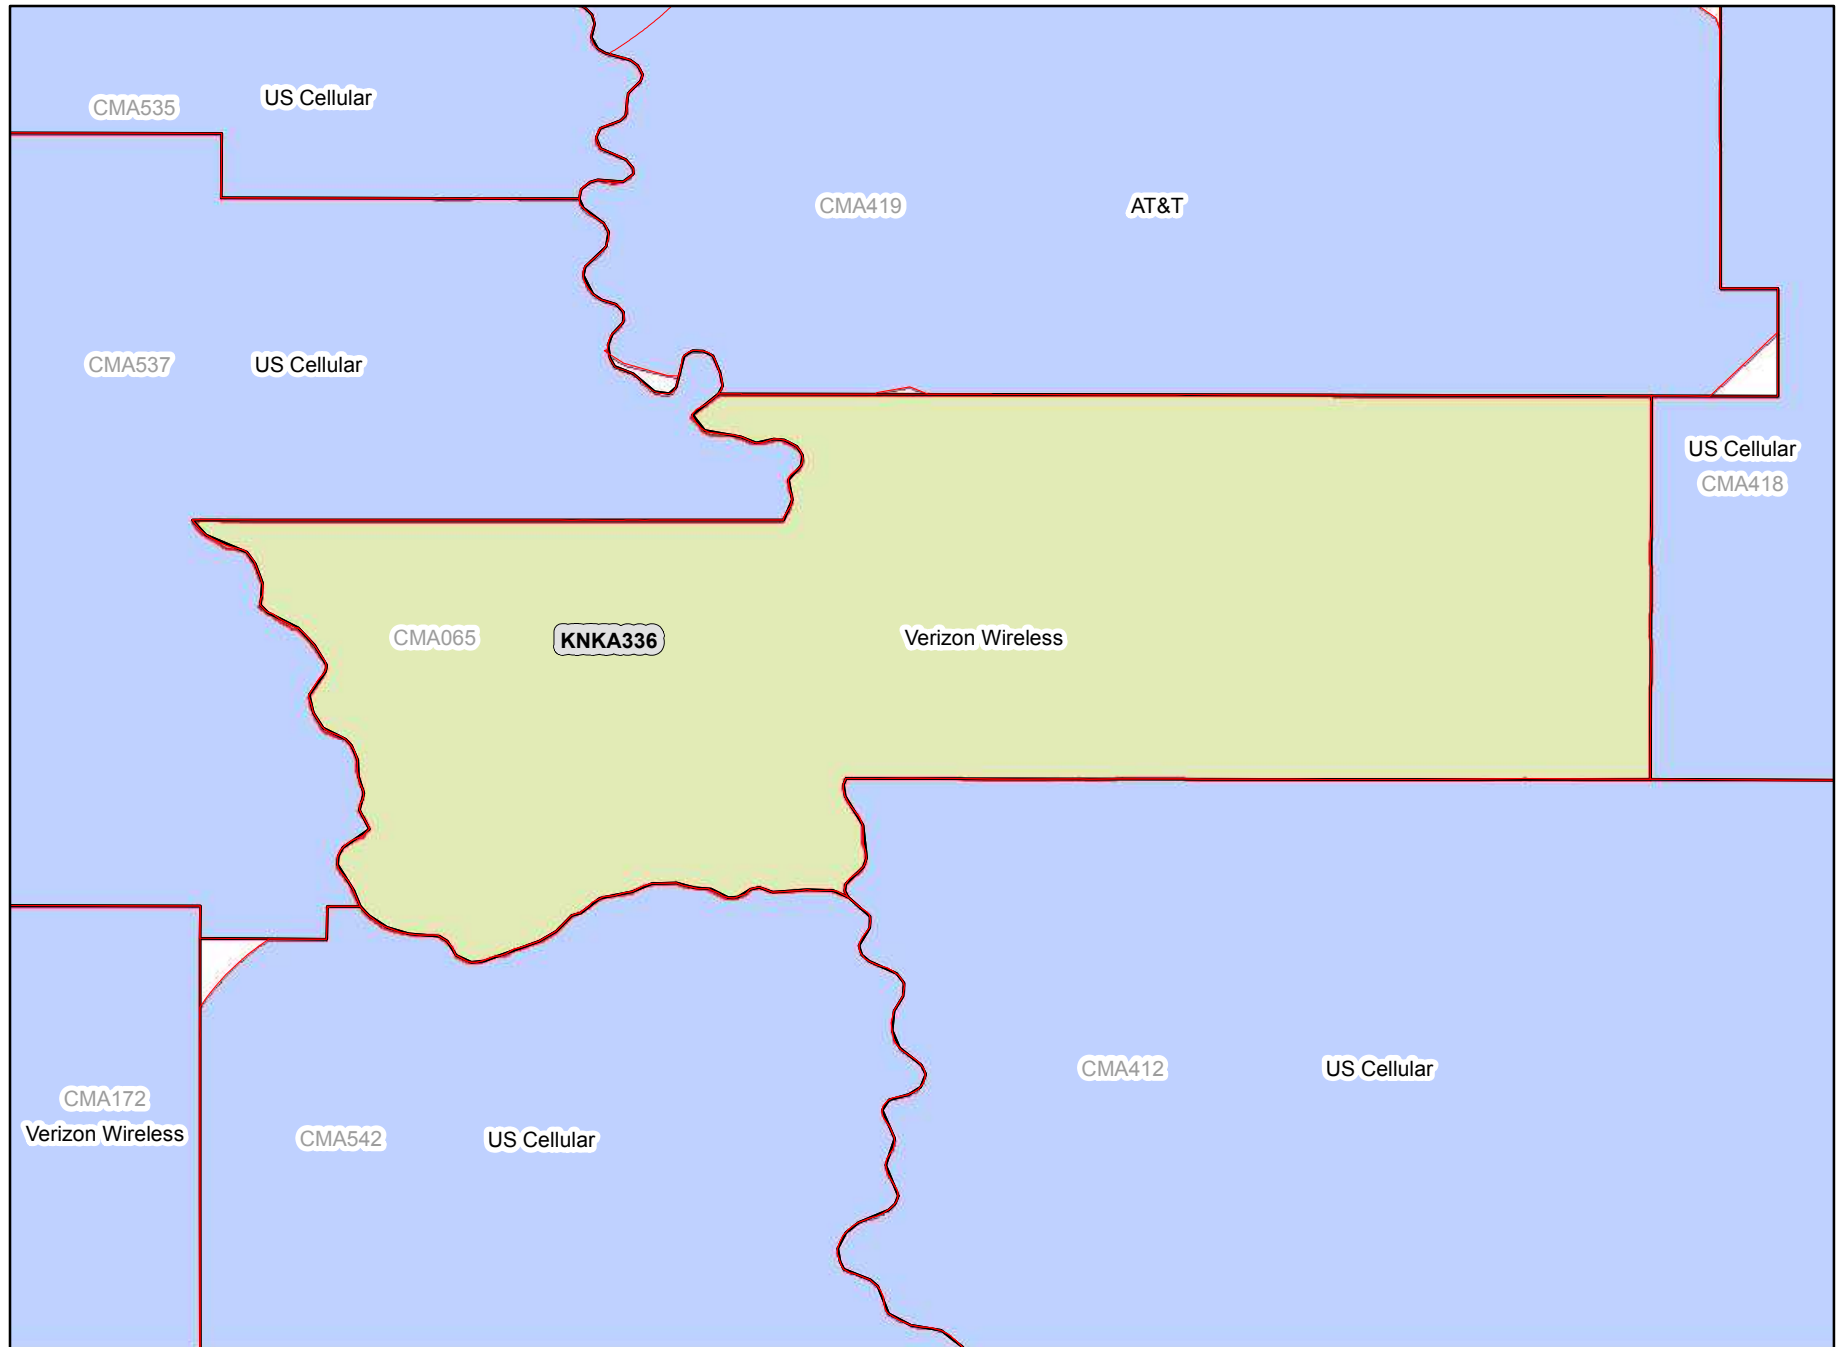 US Cellular
CMA535
CMA419
AT&T
CMA537
US Cellular
US Cellular
CMA418
CMA065
KNKA336
Verizon Wireless
CMA412
US Cellular
CMA172
Verizon Wireless
CMA542
US Cellular